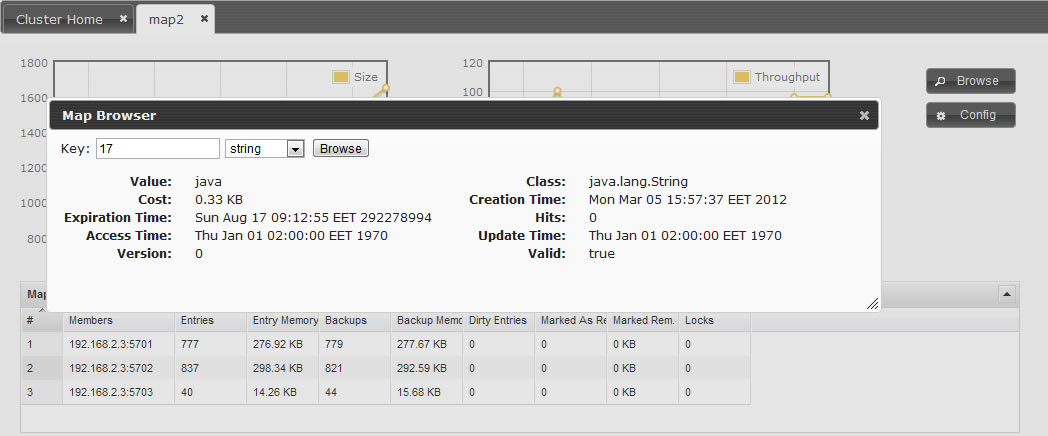 Cluster Home ✖ map2 ✖
1800 Size 120 Throughput Browse
1600 100 Config
Map Browser ✖
1400 Key: 17 string Browse
1200 Value: java Class: java.lang.String
1000 Cost: 0.33 KB Creation Time: Mon Mar 05 15:57:37 EET 2012
Expiration Time: Sun Aug 17 09:12:55 EET 292278994 Hits: 0
800 Access Time: Thu Jan 01 02:00:00 EET 1970 Update Time: Thu Jan 01 02:00:00 EET 1970
Version: 0 Valid: true
Map
# Members Entries Entry Memory Backups Backup Memo Dirty Entries Marked As Re Marked Rem. Locks
1 192.168.2.3:5701 777 276.92 KB 779 277.67 KB 0 0 0 KB 0
2 192.168.2.3:5702 837 298.34 KB 821 292.59 KB 0 0 0 KB 0
3 192.168.2.3:5703 40 14.26 KB 44 15.68 KB 0 0 0 KB 0